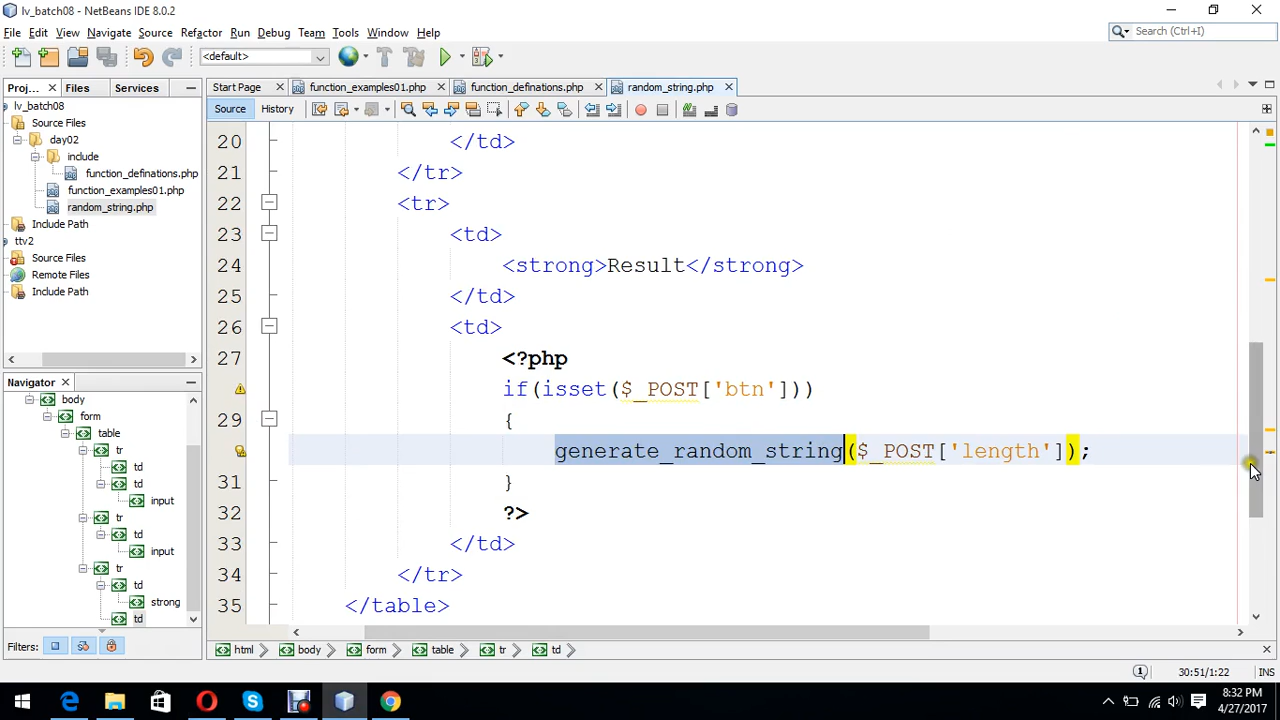 lv_batch08 - NetBeans IDE 8.0.2
File Edit View Navigate Source Refactor Run Debug Team Tools Window Help
Search (Ctrl+I)
<default>
Proj... Files Services
Start Page function_examples01.php function_definations.php random_string.php
lv_batch08
Source Files
day02
include
function_definations.php
function_examples01.php
random_string.php
Include Path
ttv2
Source Files
Remote Files
Include Path
Source History
20 </td>
21 </tr>
22 <tr>
23 <td>
24 <strong>Result</strong>
25 </td>
26 <td>
27 <?php
if(isset($_POST['btn']))
29 {
generate_random_string($_POST['length']);
31 }
32 ?>
33 </td>
34 </tr>
35 </table>
Navigator
body
form
table
tr
td
td
input
tr
td
input
tr
td
strong
td
Filters:
html body form table tr td
1 30:51/1:22 INS
8:32 PM
4/27/2017